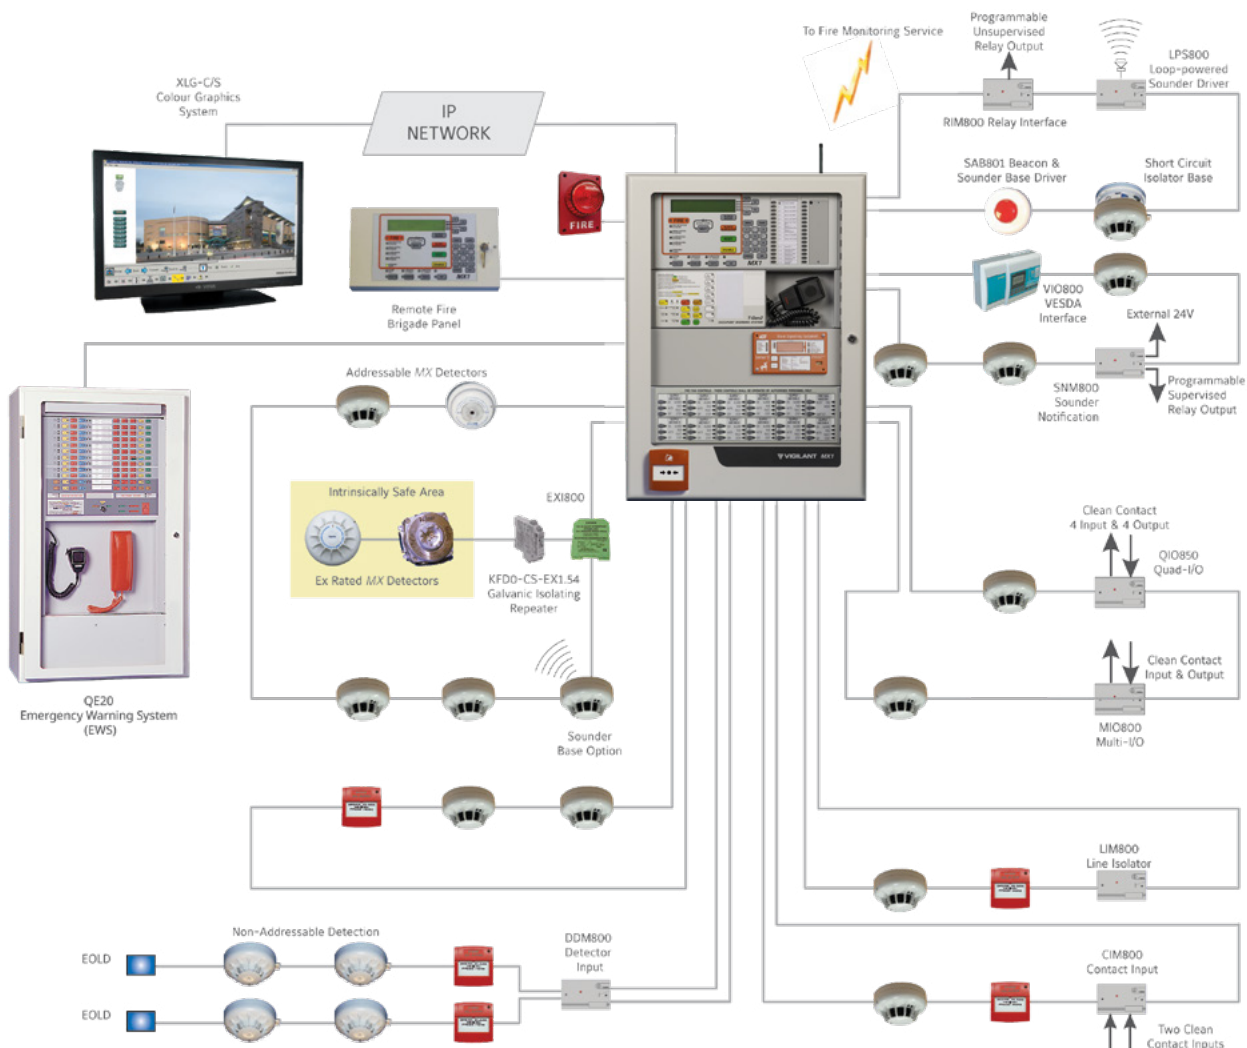 To Fire Monitoring Service
Programmable
Unsupervised
Relay Output
LPS800
Loop-powered
Sounder Driver
XLG-C/S
Colour Graphics
System
IP
NETWORK
RIM800 Relay Interface
SAB801 Beacon &
Sounder Base Driver
Short Circuit
Isolator Base
FIRE
FIRE
MX1
Remote Fire
Brigade Panel
VIO800
VESDA
Interface
External 24V
SNM800
Sounder
Notification
Programmable
Supervised
Relay Output
Addressable MX Detectors
VIGILANT MX1
Intrinsically Safe Area
EXI800
Ex Rated MX Detectors
KFD0-CS-EX1.54
Galvanic Isolating
Repeater
Clean Contact
4 Input & 4 Output
QIO850
Quad-I/O
Clean Contact
Input & Output
MIO800
Multi-I/O
QE20
Emergency Warning System
(EWS)
Sounder
Base Option
LIM800
Line Isolator
Non-Addressable Detection
EOLD
DDM800
Detector
Input
CIM800
Contact Input
EOLD
Two Clean
Contact Inputs